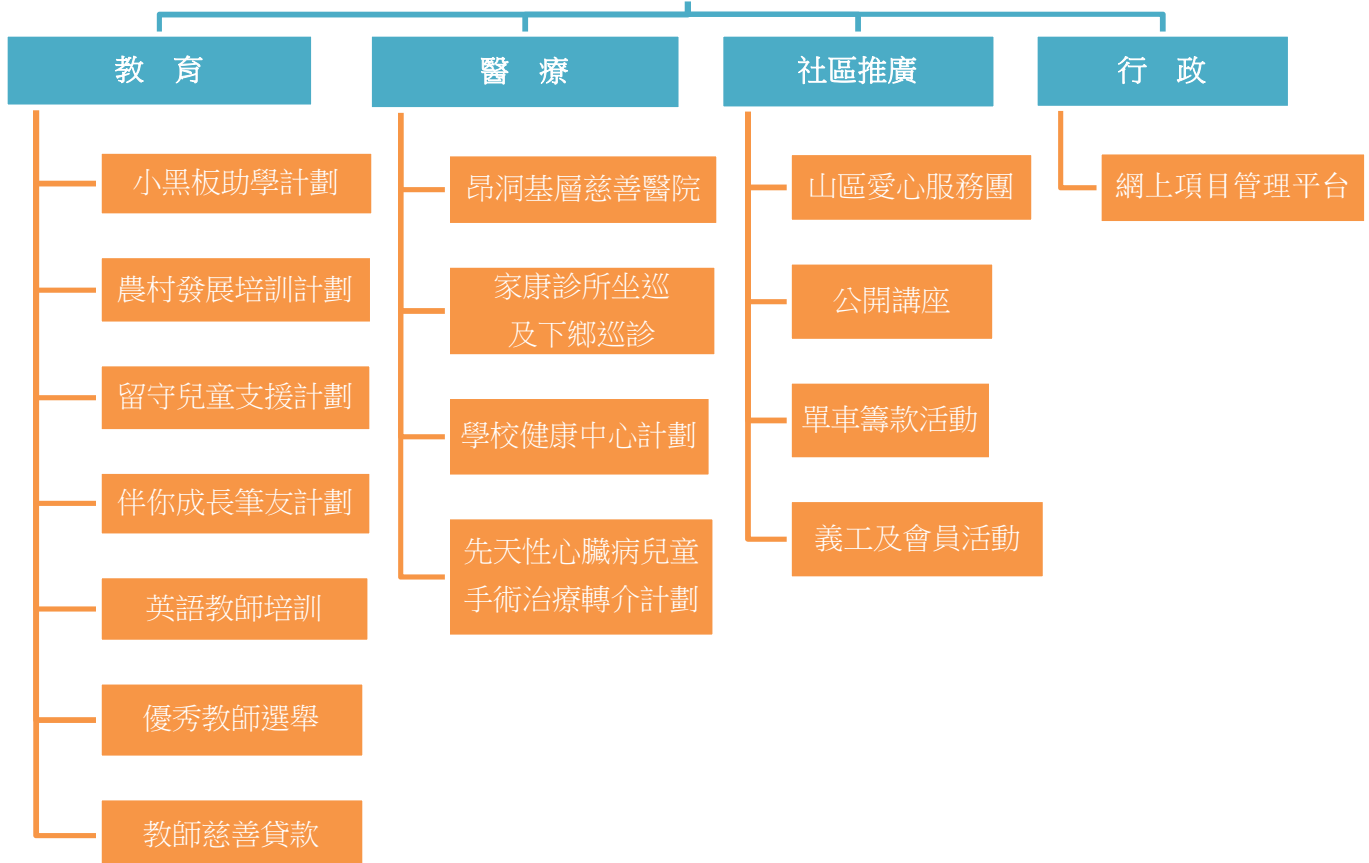 教 育
小黑板助學計劃
農村發展培訓計劃
留守兒童支援計劃
伴你成長筆友計劃
英語教師培訓
優秀教師選舉
教師慈善貸款
醫 療
昂洞基層慈善醫院
家康診所坐巡
及下鄉巡診
學校健康中心計劃
先天性心臟病兒童
手術治療轉介計劃
社區推廣
山區愛心服務團
公開講座
單車籌款活動
義工及會員活動
行 政
網上項目管理平台